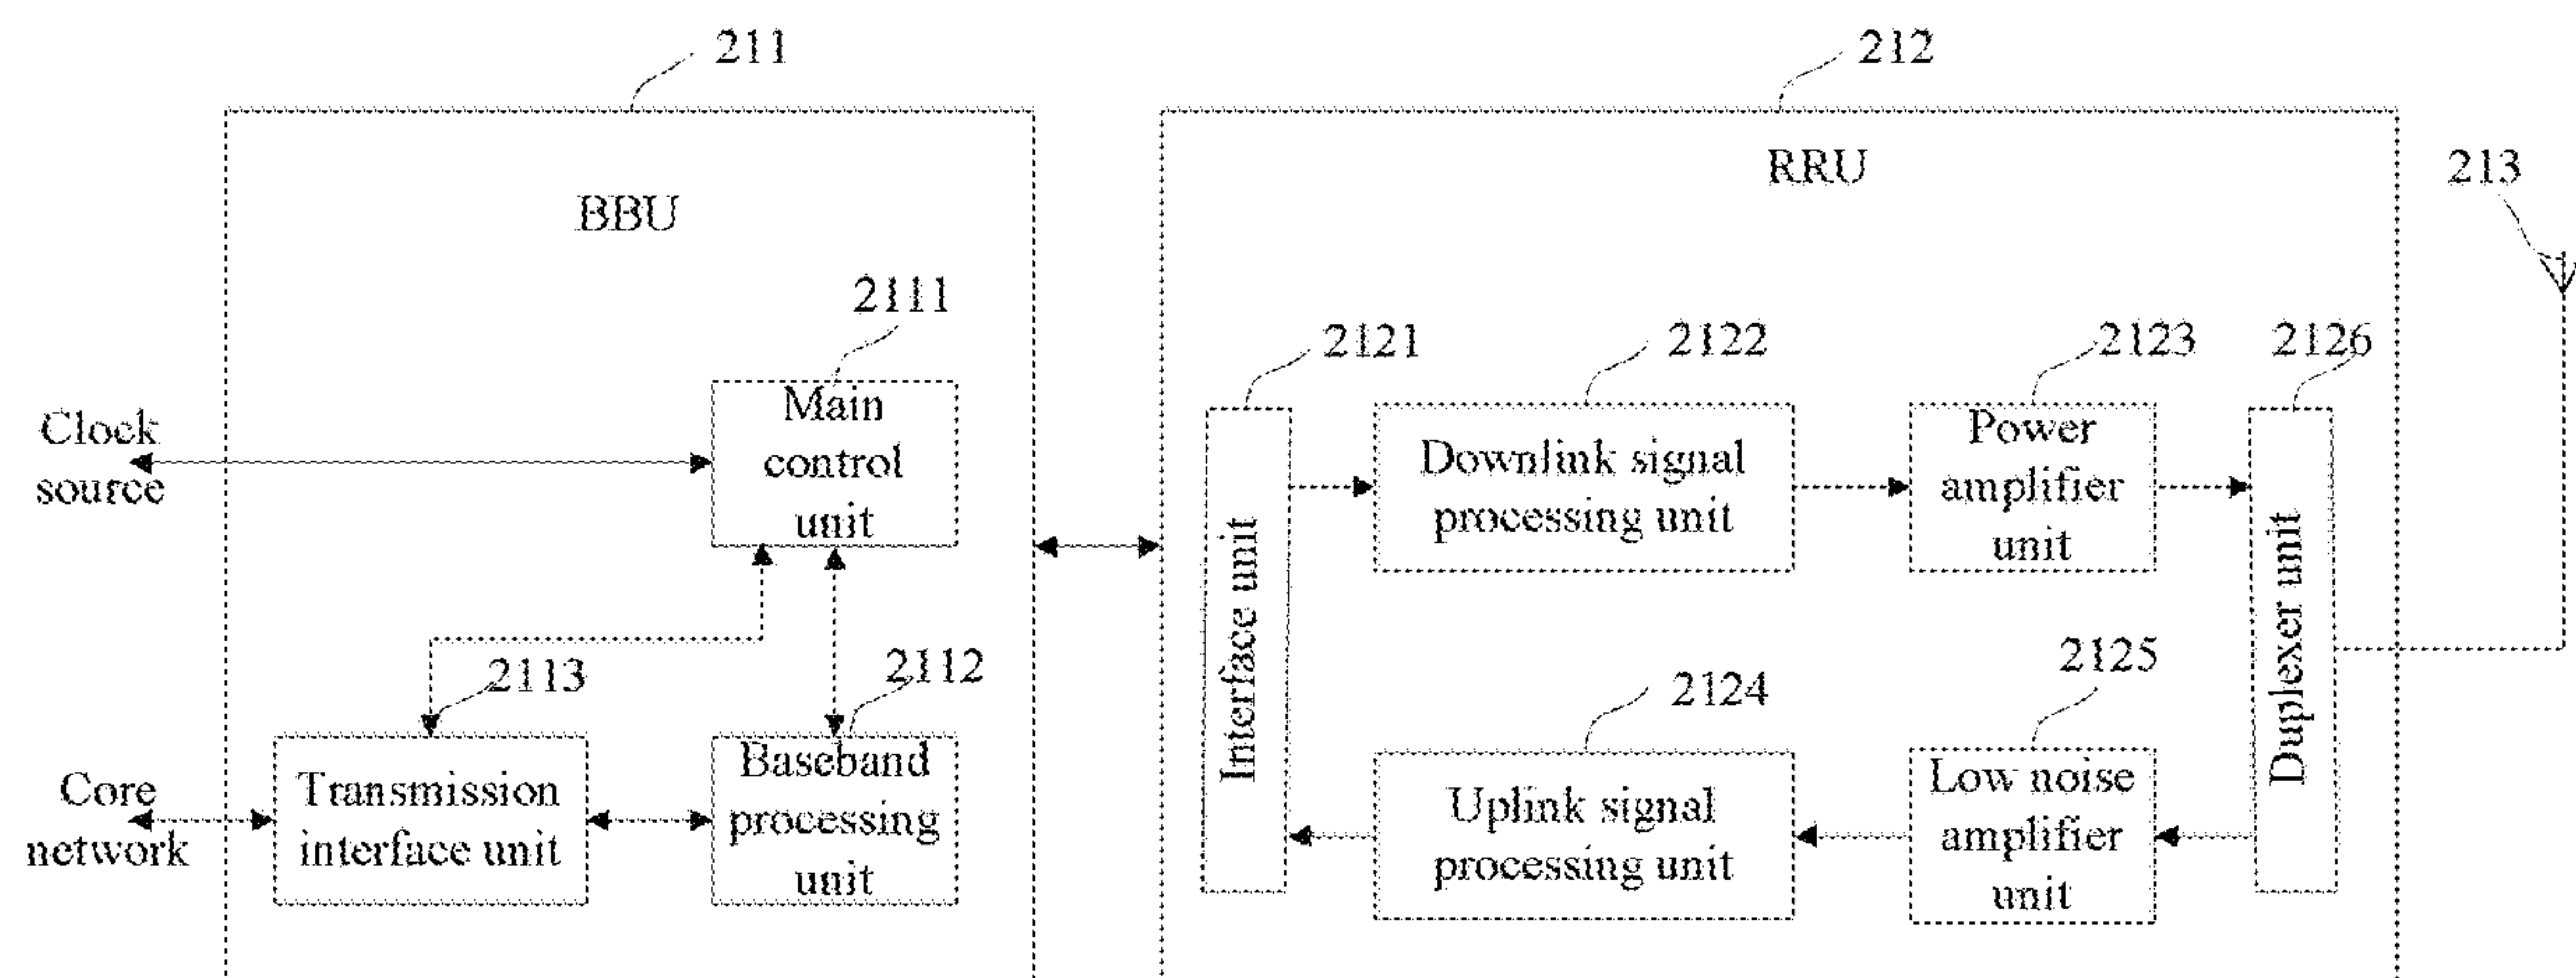 211
212
RRU
213
BBU
2111
2121
2122
2123
2126
Main
control
unit
Clock
source
Downlink signal
processing unit
Power
amplifier
unit
Interface unit
Duplexer unit
2113
2112
2124
2125
Core
network
Transmission
interface unit
Baseband
processing
unit
Uplink signal
processing unit
Low noise
amplifier
unit